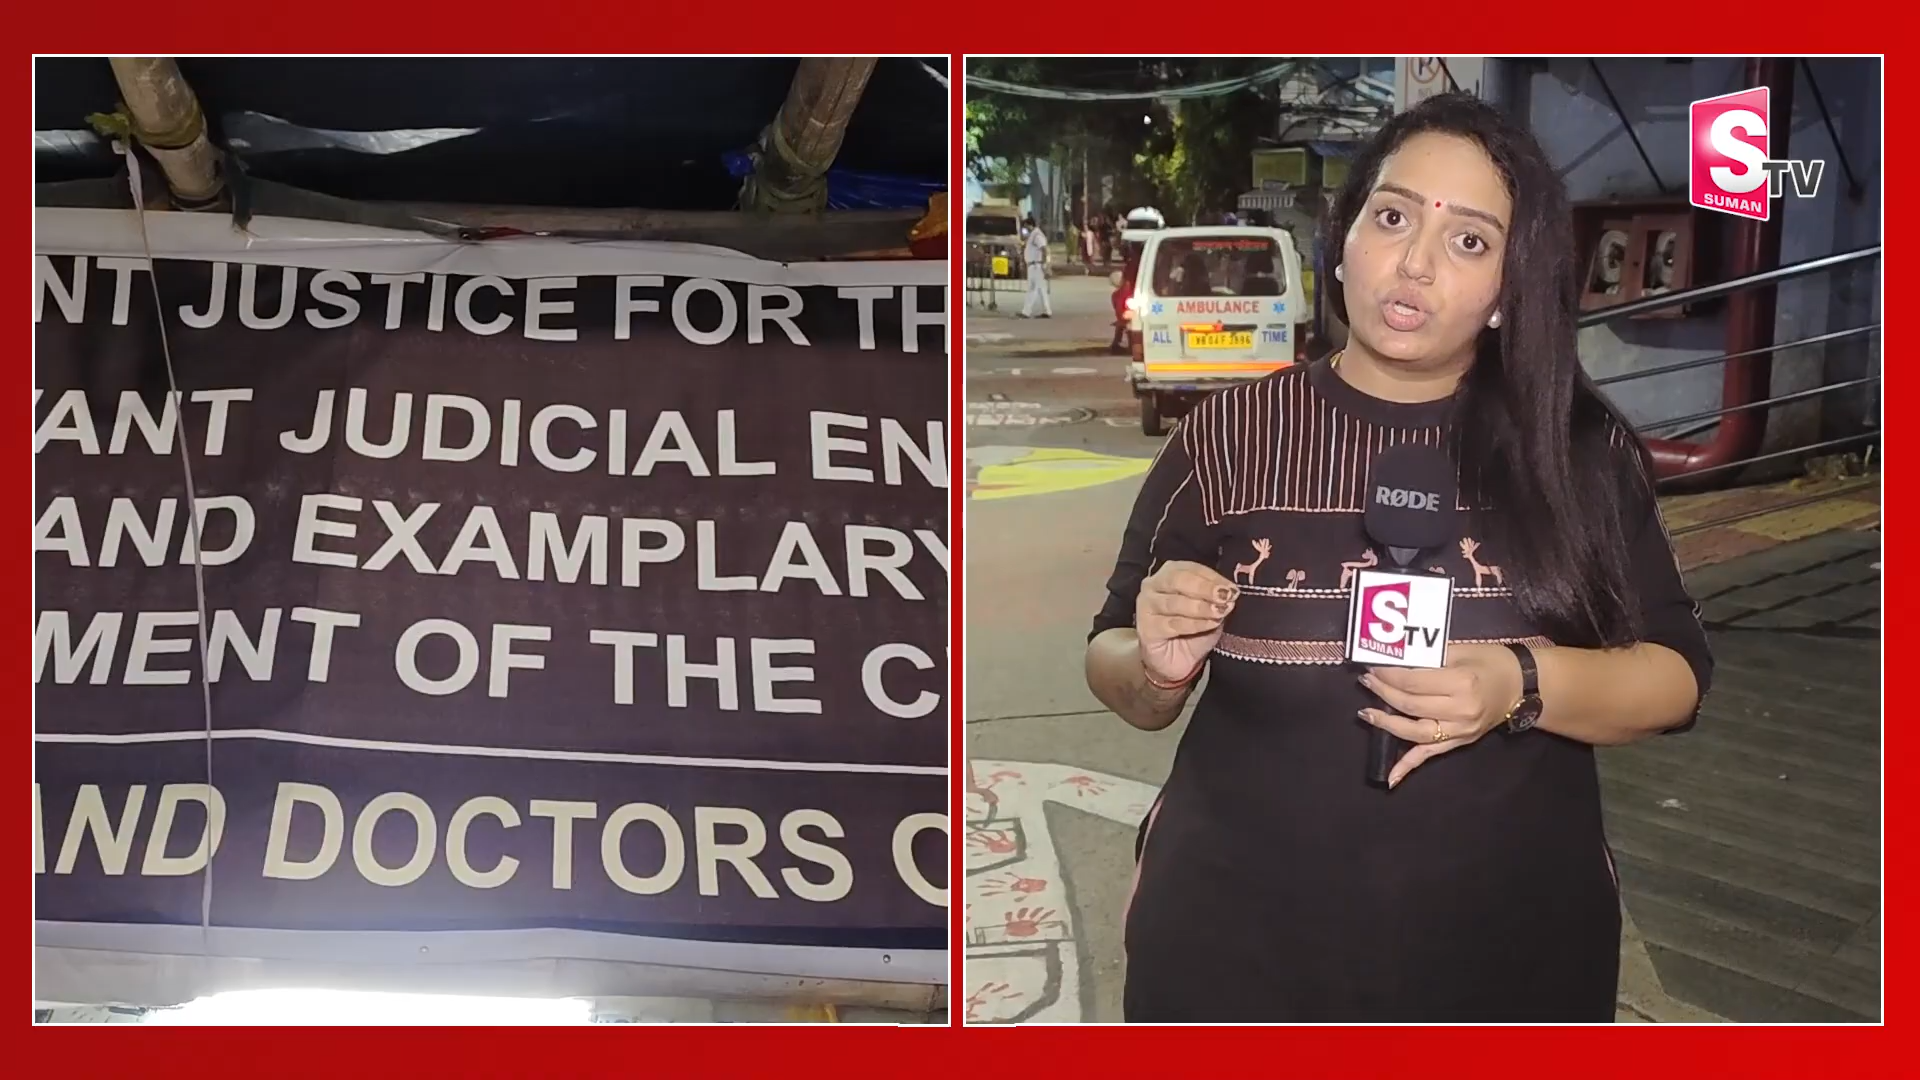 NT JUSTICE FOR TH
ANT JUDICIAL EN
AND EXAMPLARY
MENT OF THE C
AND DOCTORS
S TV
SUMAN
AMBULANCE
ALL
TIME
RØDE
S TV
SUMAN